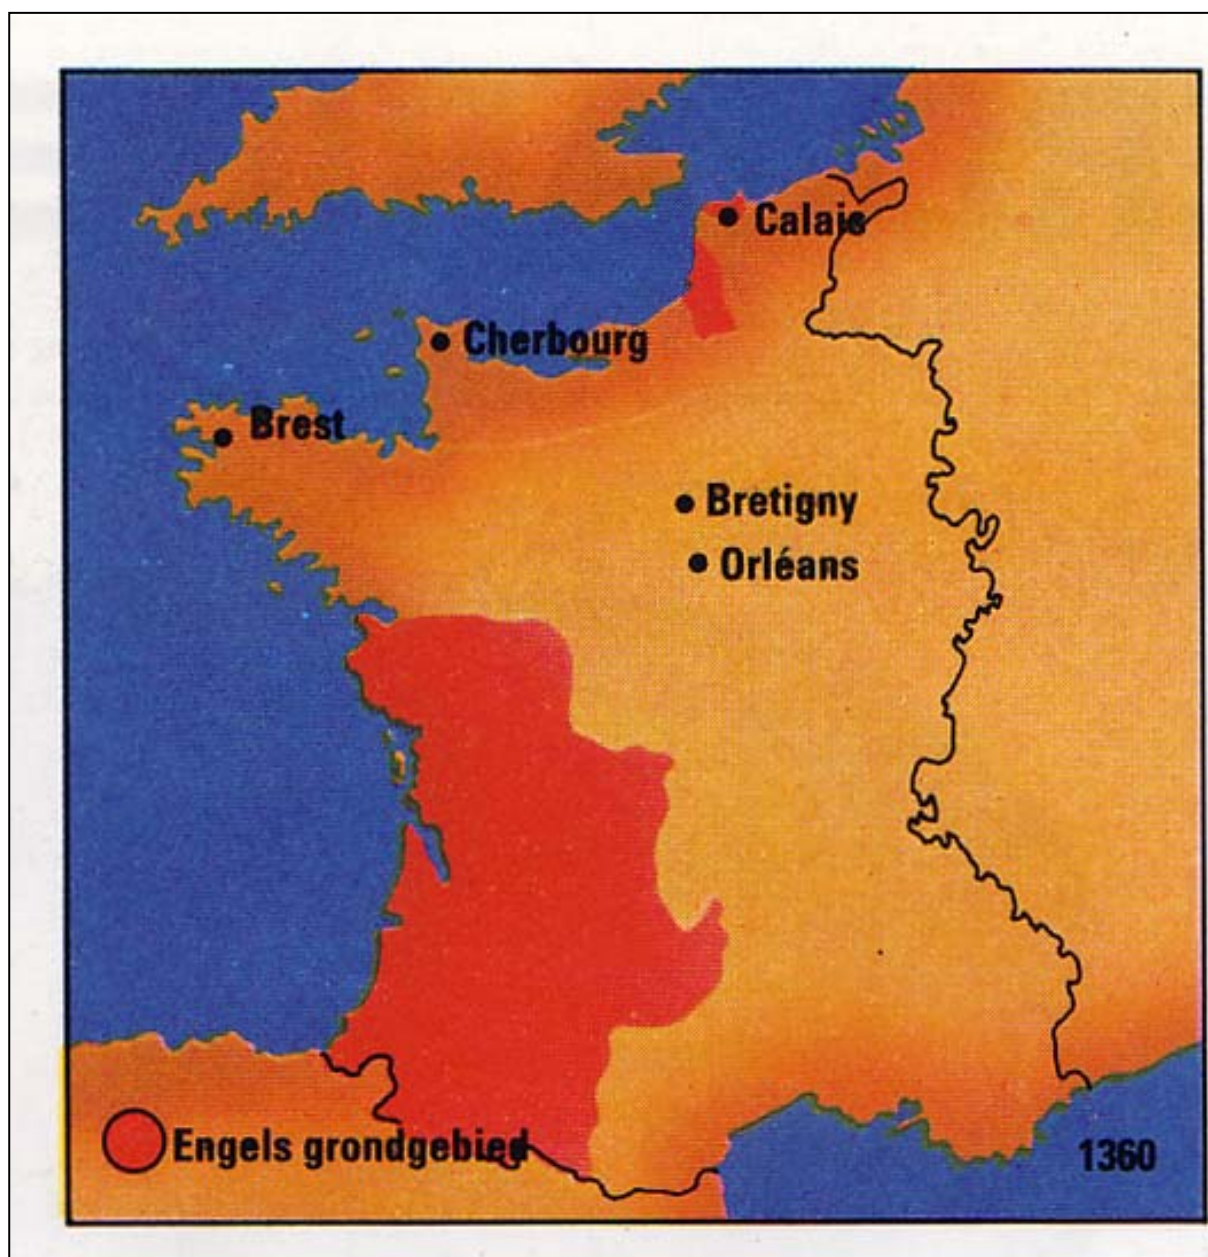 Calais
Cherbourg
Brest
Bretigny
Orléans
Engels grondgebied
1360